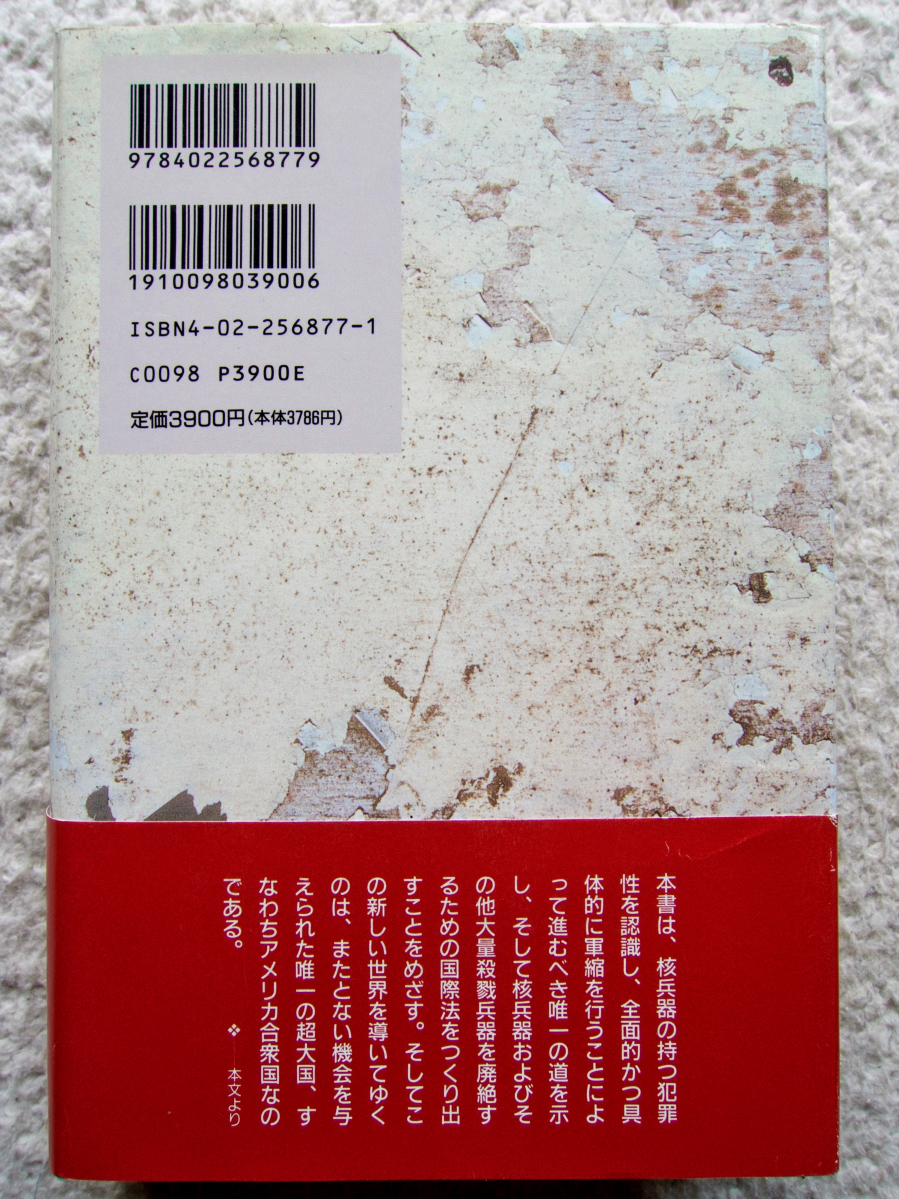 9784022568779
1910098039006
ISBN4-02-256877-1
C0098 P3900E
定価3900円(本体3786円)
本書は、核兵器の持つ犯罪
性を認識し、全面的かつ具
体的に軍縮を行うことによ
って進むべき唯一の道を示
し、そして核兵器およびそ
の他大量殺戮兵器を廃絶す
るための国際法をつくり出
すことをめざす。そしてこ
の新しい世界を導いてゆく
のは、またとない機会を与
えられた唯一の超大国、す
なわちアメリカ合衆国なの
である。 ❖──本文より